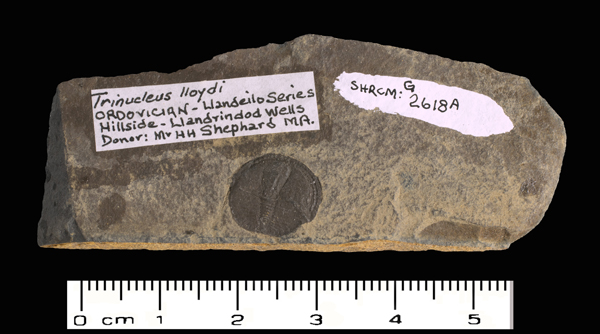 Trinucleus lloydi
ORDOVICIAN - Llandeilo Series
Hillside - Llandrindod Wells
Donor: Mr HH Shephard MA.
SHRCM: G
2618A
0 cm 1 2 3 4 5